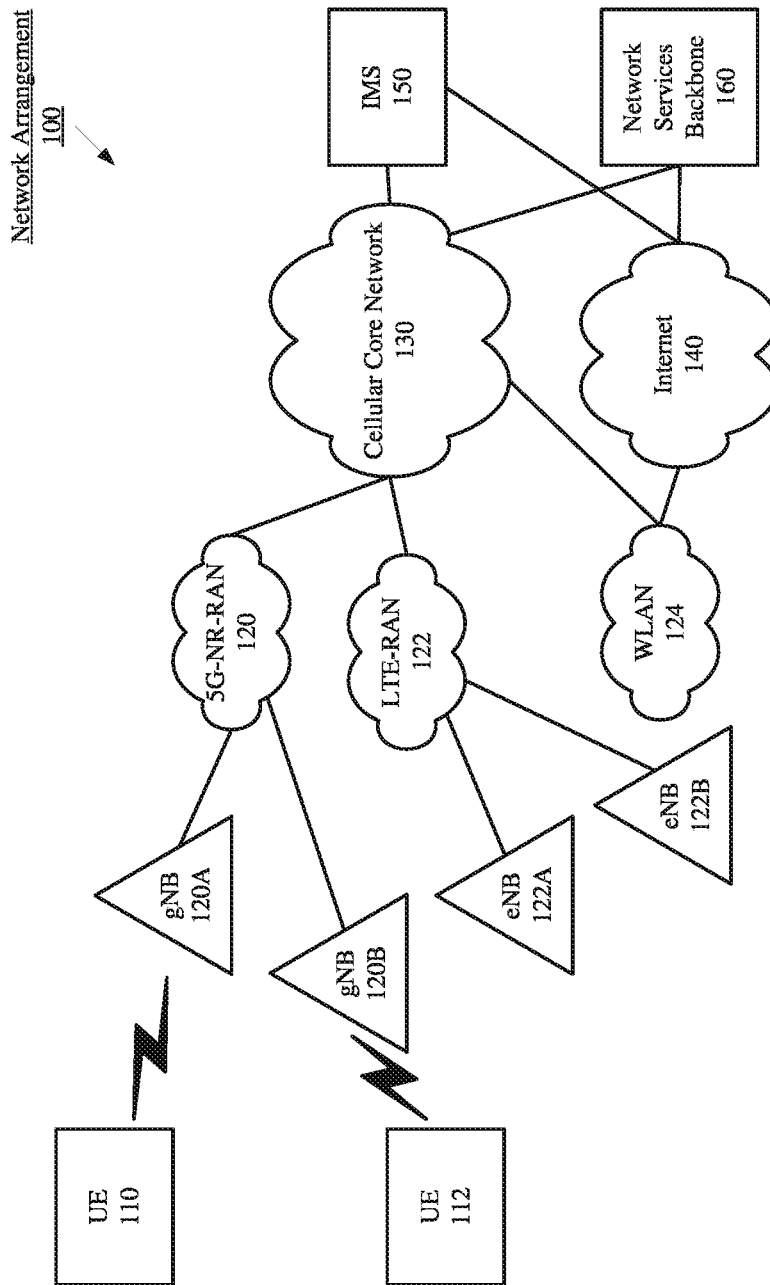 Network Arrangement
100
UE
110
UE
112
gNB
120A
gNB
120B
eNB
122A
eNB
122B
5G-NR-RAN
120
LTE-RAN
122
WLAN
124
Cellular Core Network
130
Internet
140
IMS
150
Network
Services
Backbone
160